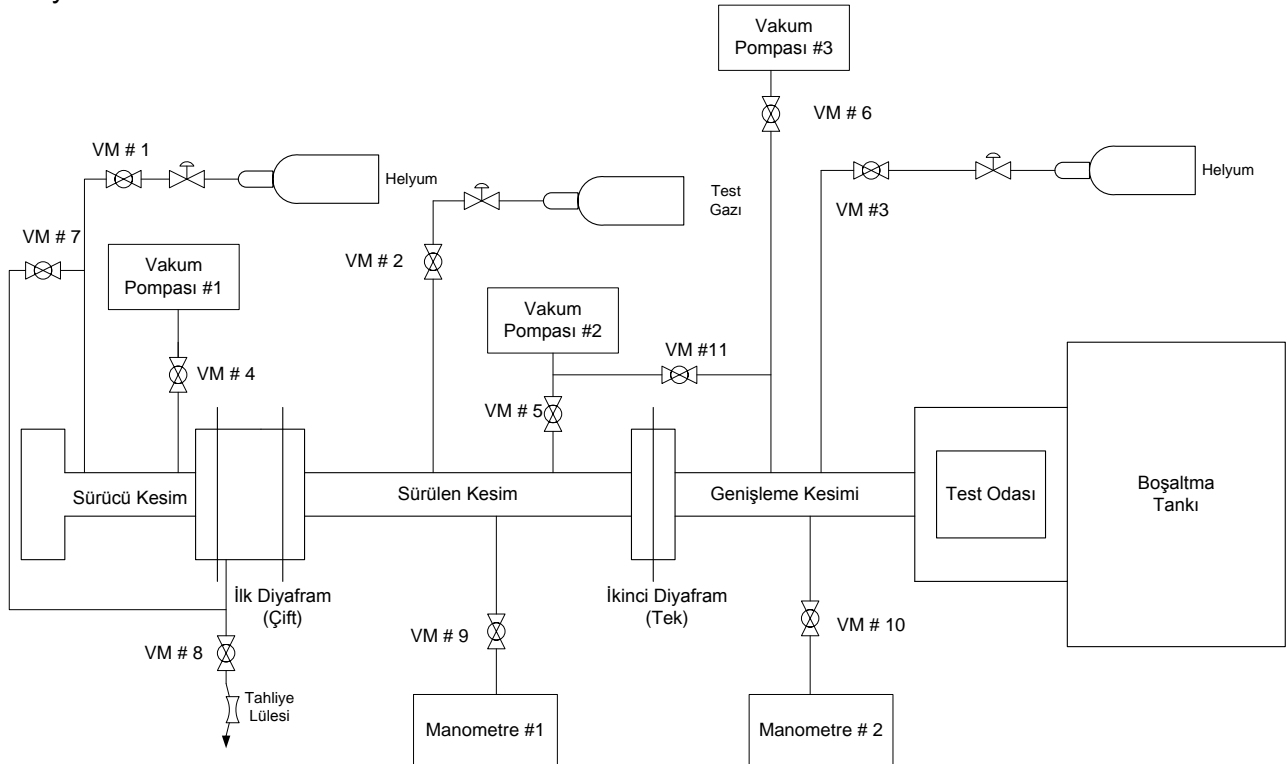 Vakum
Pompası #3
VM # 6
VM # 1
Helyum
Test
Gazı
VM #3
Helyum
VM # 7
VM # 2
Vakum
Pompası #1
Vakum
Pompası #2
VM #11
VM # 4
VM # 5
Sürücü Kesim
Sürülen Kesim
Genişleme Kesimi
Test Odası
Boşaltma
Tankı
İlk Diyafram
(Çift)
İkinci Diyafram
(Tek)
VM # 9
VM # 10
VM # 8
Tahliye
Lülesi
Manometre #1
Manometre # 2